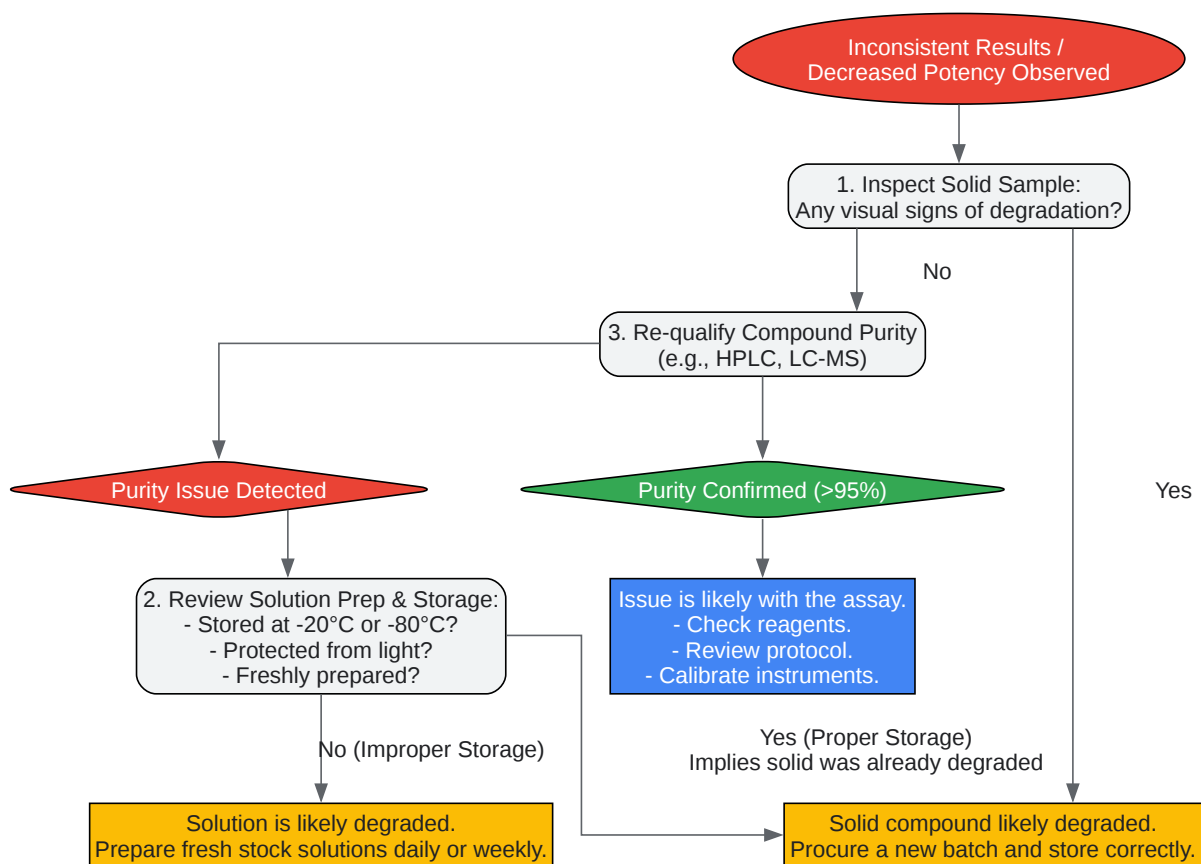 Inconsistent Results /
Decreased Potency Observed
1. Inspect Solid Sample:
Any visual signs of degradation?
No
3. Re-qualify Compound Purity
(e.g., HPLC, LC-MS)
Purity Issue Detected
Purity Confirmed (>95%)
Yes
2. Review Solution Prep & Storage:
- Stored at -20°C or -80°C?
- Protected from light?
- Freshly prepared?
Issue is likely with the assay.
- Check reagents.
- Review protocol.
- Calibrate instruments.
No (Improper Storage)
Yes (Proper Storage)
Implies solid was already degraded
Solution is likely degraded.
Prepare fresh stock solutions daily or weekly.
Solid compound likely degraded.
Procure a new batch and store correctly.